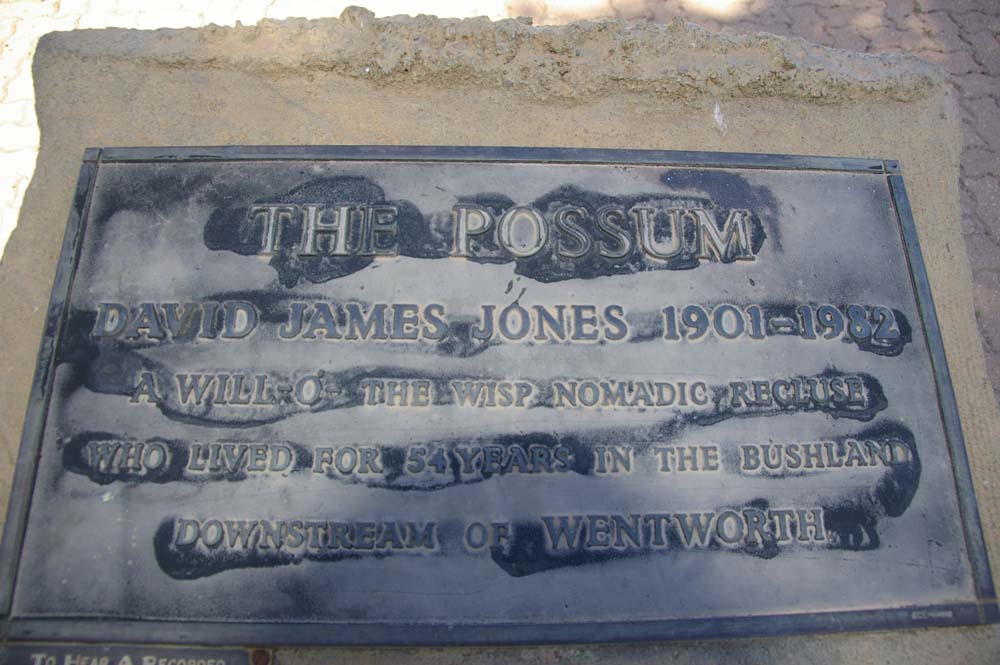 THE POSSUM
DAVID JAMES JONES 1901-1982
A WILL-O'- THE WISP NOMADIC RECLUSE
WHO LIVED FOR 54 YEARS IN THE BUSHLAND
DOWNSTREAM OF WENTWORTH.
TO HEAR A RECORDED